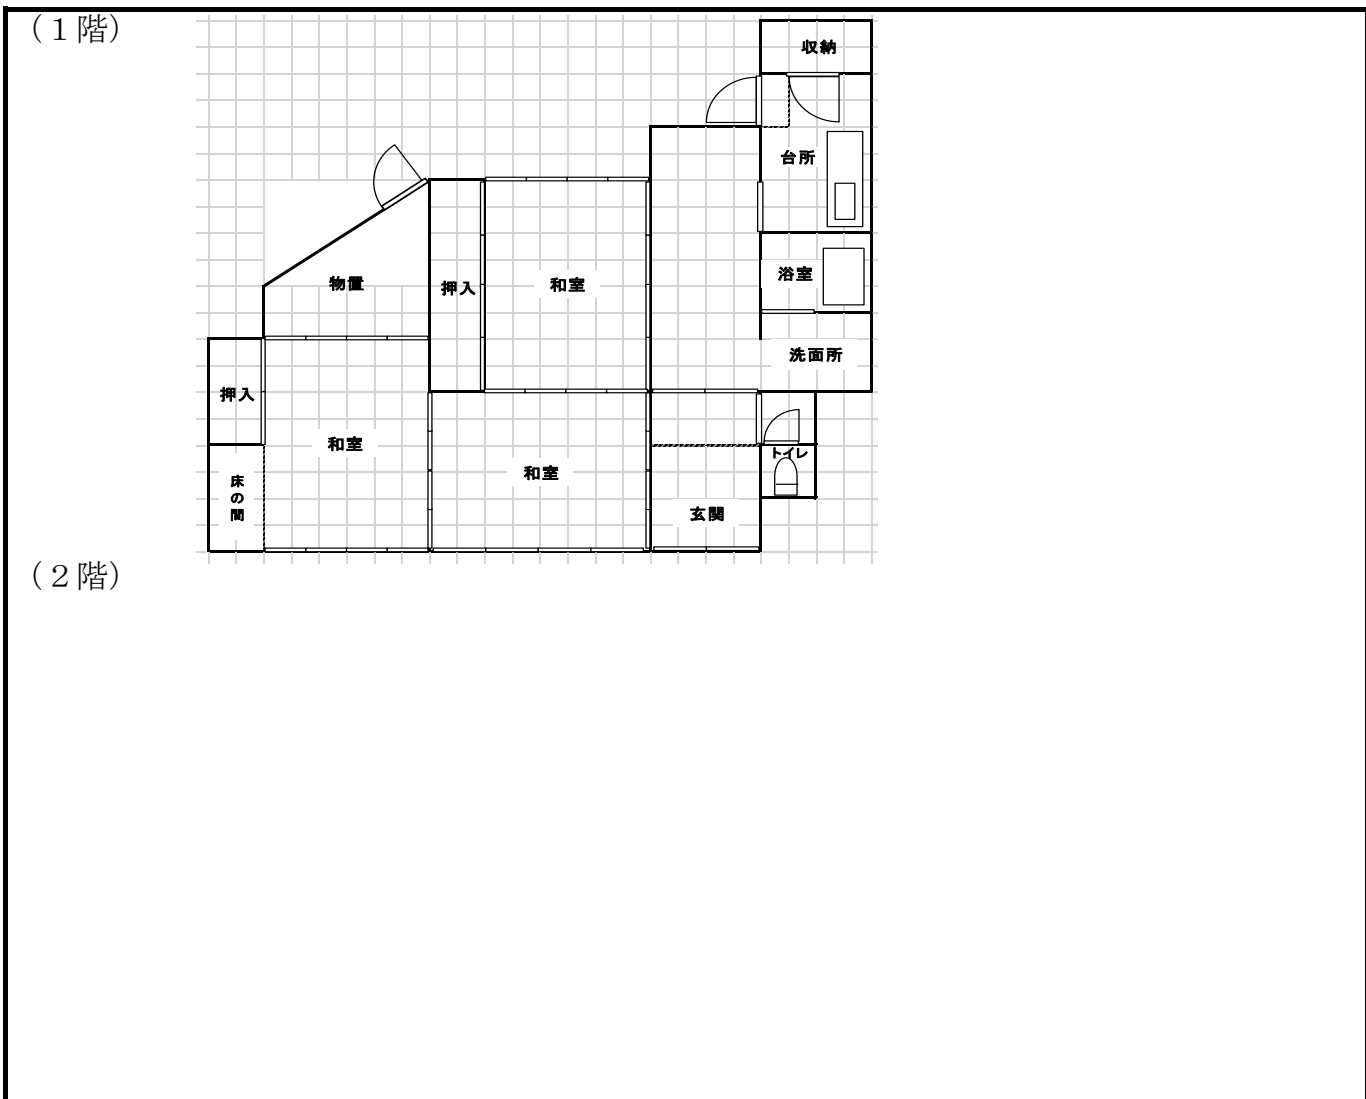 （１階）
収納
台所
浴室
物置
押入
和室
洗面所
押入
和室
和室
トイレ
床の間
玄関
（２階）